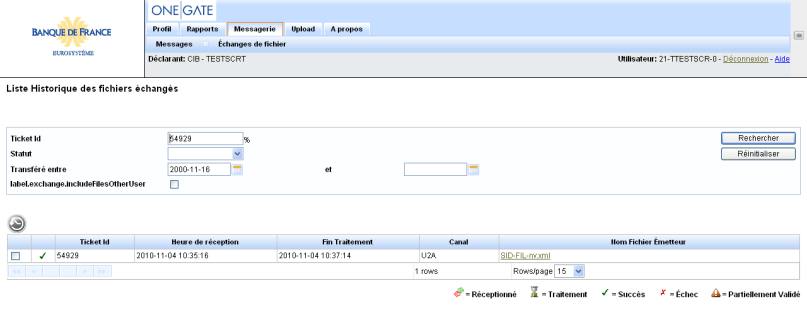 ONEGATE
BANQUE DE FRANCE
EUROSYSTÈME
Profil Rapports Messagerie Upload A propos
Messages Échanges de fichier
Déclarant: CIB - TESTSCRT Utilisateur: 21-TTESTSCR-0 - Déconnexion - Aide
Liste Historique des fichiers échangés
Ticket Id 54929 % Rechercher
Statut Réinitialiser
Transféré entre 2000-11-16 et
label.exchange.includeFilesOtherUser
Ticket Id Heure de réception Fin Traitement Canal Nom Fichier Émetteur
54929 2010-11-04 10:35:16 2010-11-04 10:37:14 U2A SID-FIL-nv.xml
1 rows Rows/page 15
= Réceptionné = Traitement = Succès = Échec = Partiellement Validé